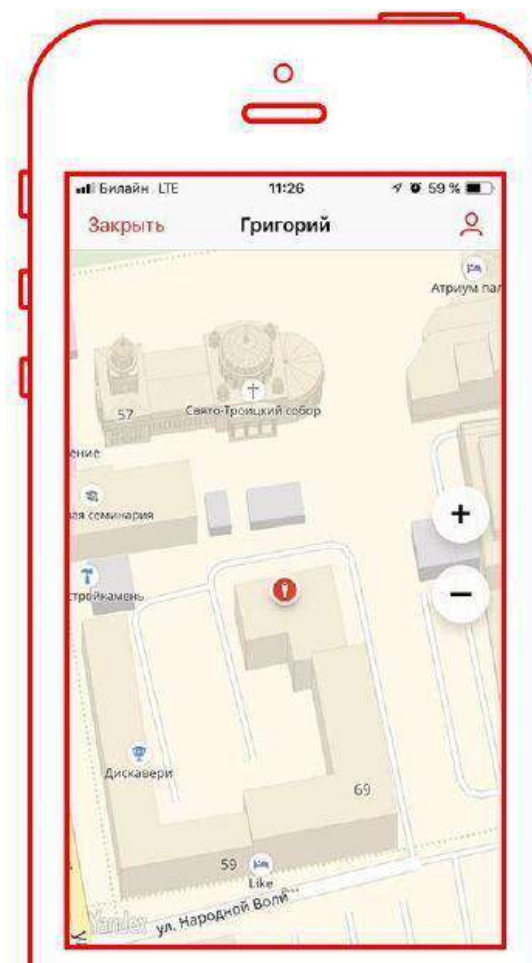 Билайн LTE 11:26 59 %
Закрыть Григорий
Атриум пал
57
Свято-Троицкий собор
ение
ая семинария
+
тройкамень
−
Дискавери
69
59
Like
ул. Народной Воли...
Yandex